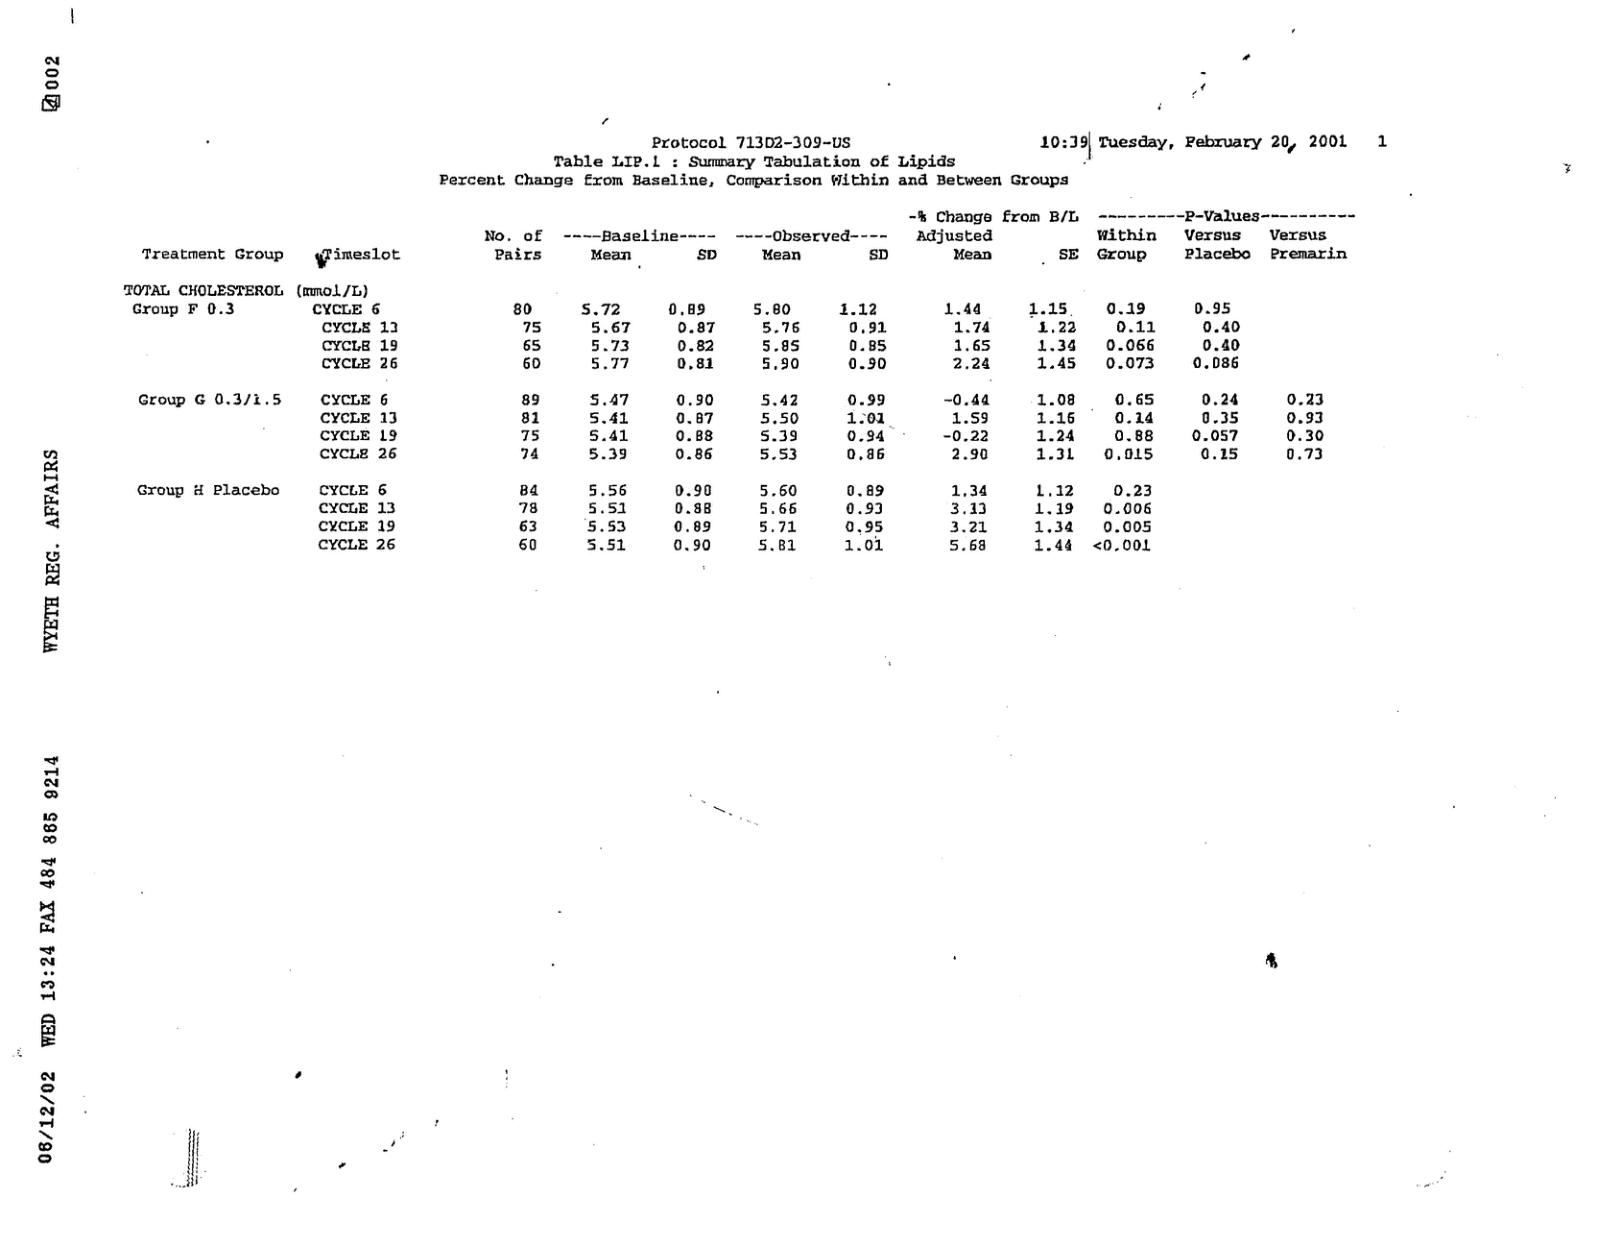 002
Protocol 713D2-309-US 10:39 Tuesday, February 20, 2001 1
Table LIP.1 : Summary Tabulation of Lipids
Percent Change from Baseline, Comparison Within and Between Groups
-% Change from B/L ---------P-Values----------
No. of ----Baseline---- ----Observed---- Adjusted Within Versus Versus
Treatment Group Timeslot Pairs Mean SD Mean SD Mean SE Group Placebo Premarin
TOTAL CHOLESTEROL (mmol/L)
Group F 0.3 CYCLE 6 80 5.72 0.89 5.80 1.12 1.44 1.15 0.19 0.95
CYCLE 13 75 5.67 0.87 5.76 0.91 1.74 1.22 0.11 0.40
CYCLE 19 65 5.73 0.82 5.85 0.85 1.65 1.34 0.066 0.40
CYCLE 26 60 5.77 0.81 5.90 0.90 2.24 1.45 0.073 0.086
Group G 0.3/1.5 CYCLE 6 89 5.47 0.90 5.42 0.99 -0.44 1.08 0.65 0.24 0.23
CYCLE 13 81 5.41 0.87 5.50 1.01 1.59 1.16 0.14 0.35 0.93
CYCLE 19 75 5.41 0.88 5.39 0.94 -0.22 1.24 0.88 0.057 0.30
CYCLE 26 74 5.39 0.86 5.53 0.86 2.90 1.31 0.015 0.15 0.73
Group H Placebo CYCLE 6 84 5.56 0.90 5.60 0.89 1.34 1.12 0.23
CYCLE 13 78 5.51 0.88 5.66 0.93 3.13 1.19 0.006
CYCLE 19 63 5.53 0.89 5.71 0.95 3.21 1.34 0.005
CYCLE 26 60 5.51 0.90 5.81 1.01 5.68 1.44 <0.001
06/12/02 WED 13:24 FAX 484 865 9214 WYETH REG. AFFAIRS